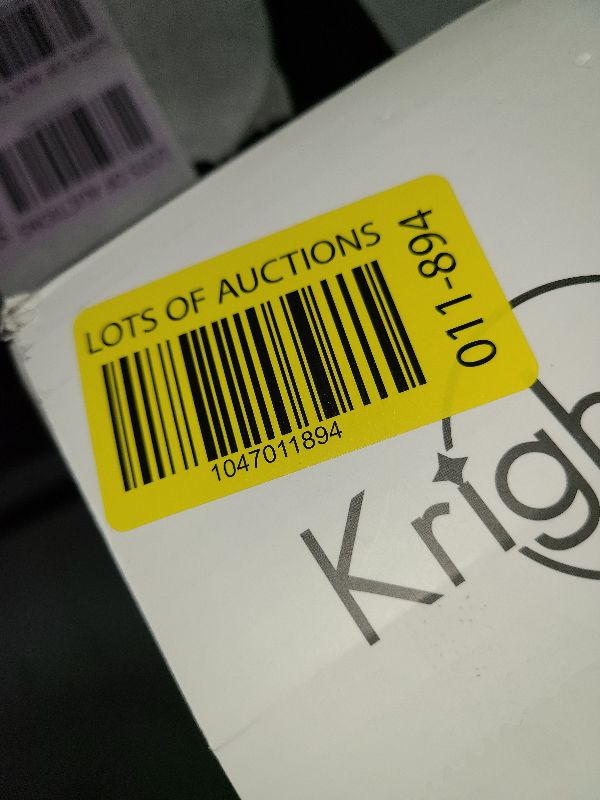 LOTS OF AUCTIONS
011-894
1047011894
Krigh